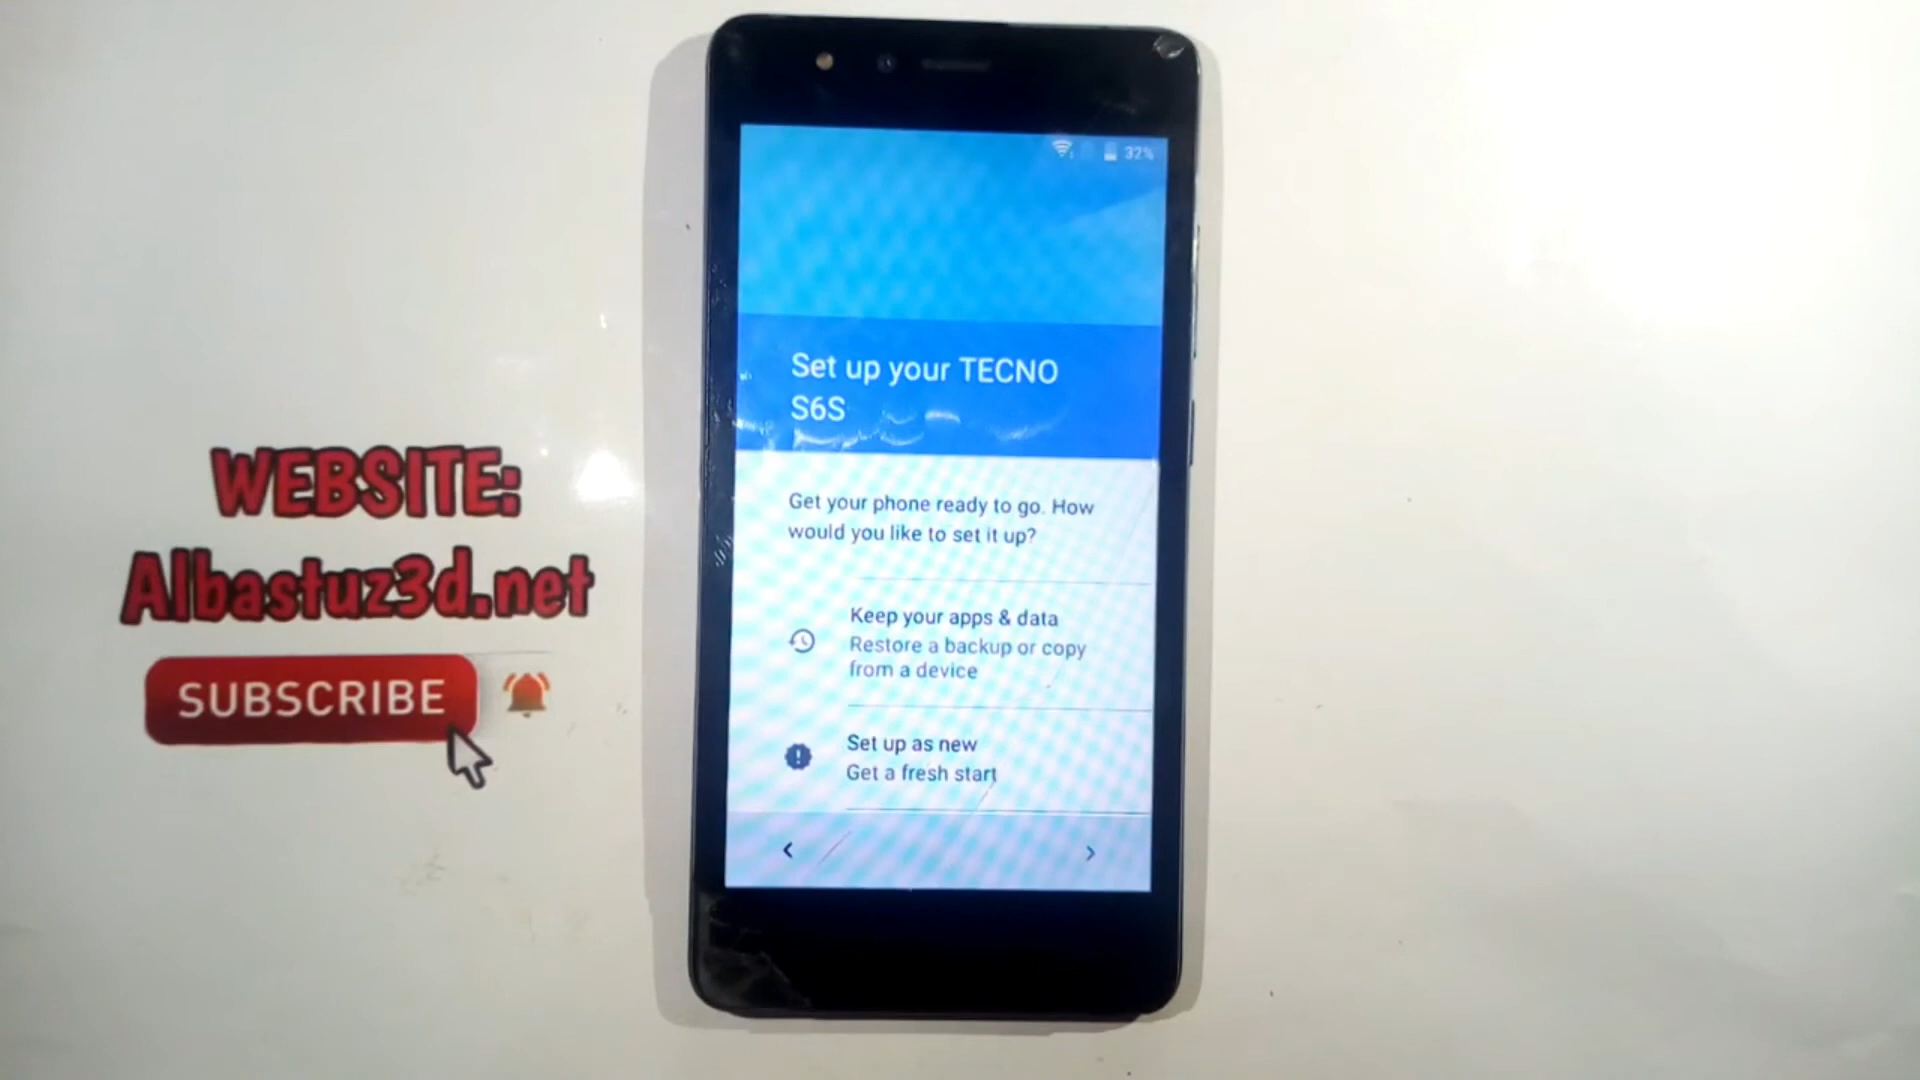 32%
Set up your TECNO
S6S
Get your phone ready to go. How
would you like to set it up?
Keep your apps & data
Restore a backup or copy
from a device
Set up as new
Get a fresh start
WEBSITE:
Albastuz3d.net
SUBSCRIBE